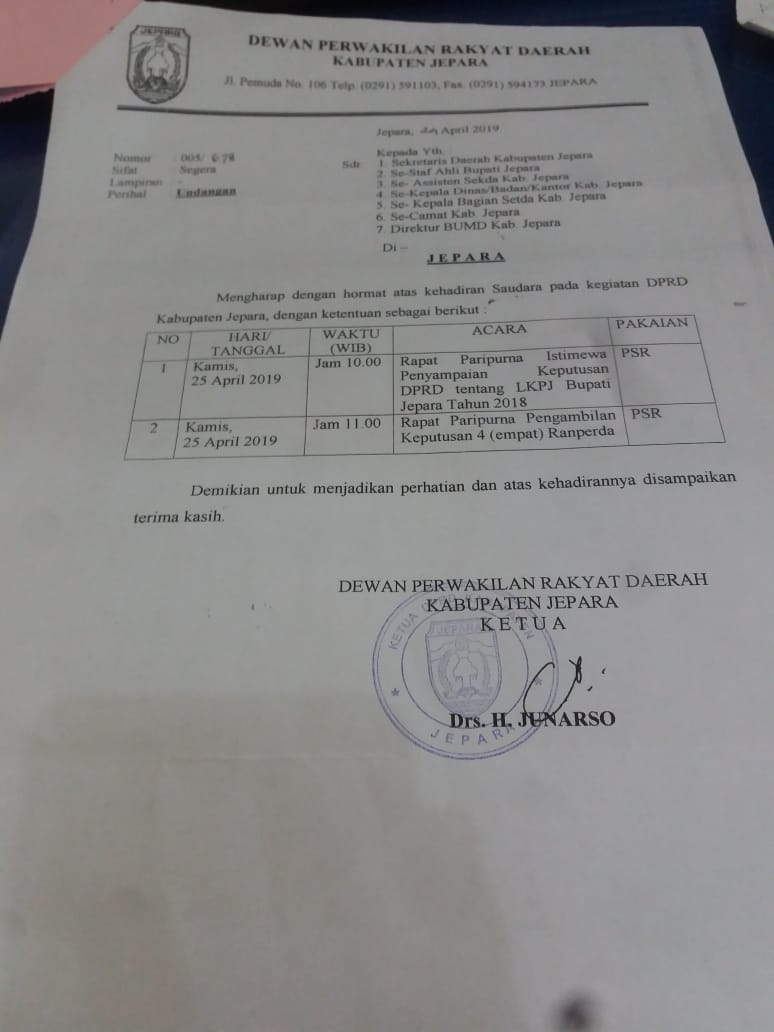 JEPARA
DEWAN PERWAKILAN RAKYAT DAERAH
KABUPATEN JEPARA
Jl. Pemuda No. 106 Telp. (0291) 591103, Fax. (0291) 594173 JEPARA
Jepara, April 2019
Nomor : 005/
Sifat Segera
Lampiran -
Perihal Undangan
Kepada Yth.
Sdr. 1. Sekretaris Daerah Kabupaten Jepara
2. Se-Staf Ahli Bupati Jepara
3. Se- Assisten Sekda Kab. Jepara
4. Se-Kepala Dinas/Badan/Kantor Kab. Jepara
5. Se- Kepala Bagian Setda Kab. Jepara
6. Se-Camat Kab. Jepara
7. Direktur BUMD Kab. Jepara
Di –
J E P A R A
Mengharap dengan hormat atas kehadiran Saudara pada kegiatan DPRD
Kabupaten Jepara, dengan ketentuan sebagai berikut :
NO HARI/ TANGGAL WAKTU (WIB) ACARA PAKAIAN
1 Kamis, Jam 10.00 Rapat Paripurna Istimewa PSR
25 April 2019 Penyampaian Keputusan
DPRD tentang LKPJ Bupati
Jepara Tahun 2018
2 Kamis, Jam 11.00 Rapat Paripurna Pengambilan PSR
25 April 2019 Keputusan 4 (empat) Ranperda
Demikian untuk menjadikan perhatian dan atas kehadirannya disampaikan
terima kasih.
DEWAN PERWAKILAN RAKYAT DAERAH
KABUPATEN JEPARA
K E T U A
KETUA
JEPARA
JEPARA
Drs. H. JUNARSO